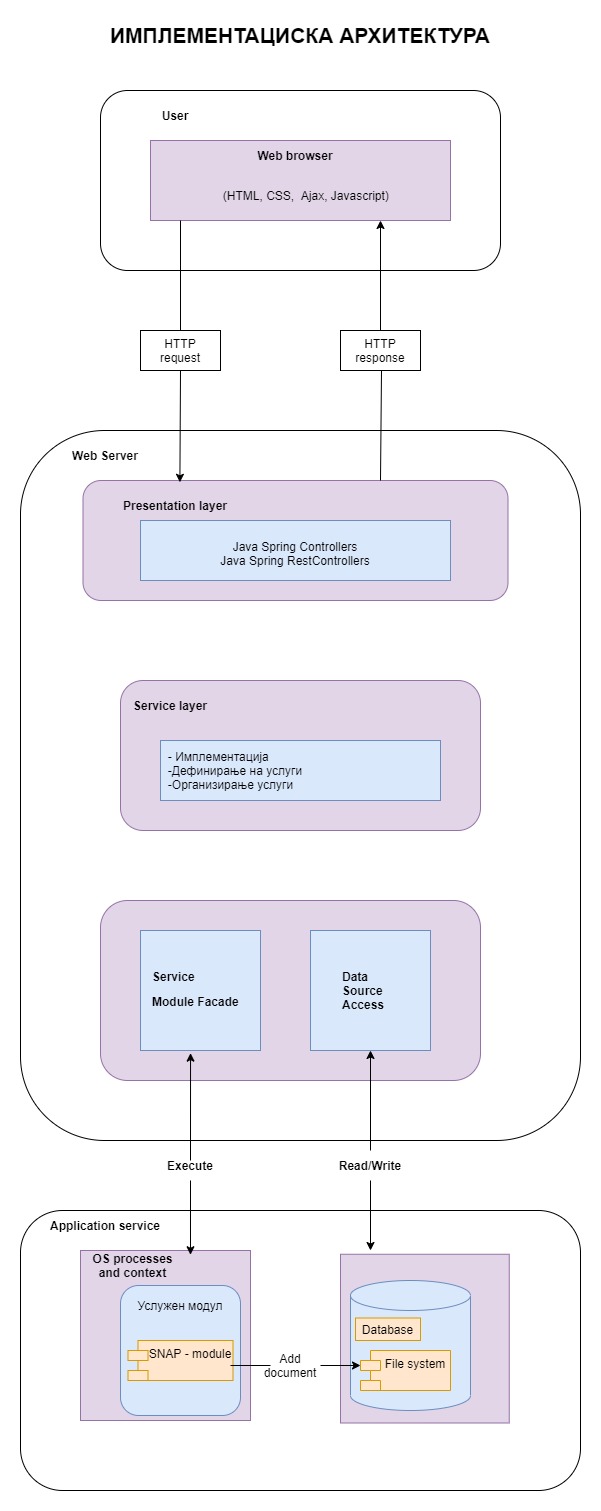 ИМПЛЕМЕНТАЦИСКА АРХИТЕКТУРА
User
Web browser
(HTML, CSS, Ajax, Javascript)
HTTP
request
HTTP
response
Web Server
Presentation layer
Java Spring Controllers
Java Spring RestControllers
Service layer
- Имплементација
-Дефинирање на услуги
-Организирање услуги
Service
Module Facade
Data
Source
Access
Execute
Read/Write
Application service
OS processes
and context
Услужен модул
SNAP - module
Add
document
Database
File system